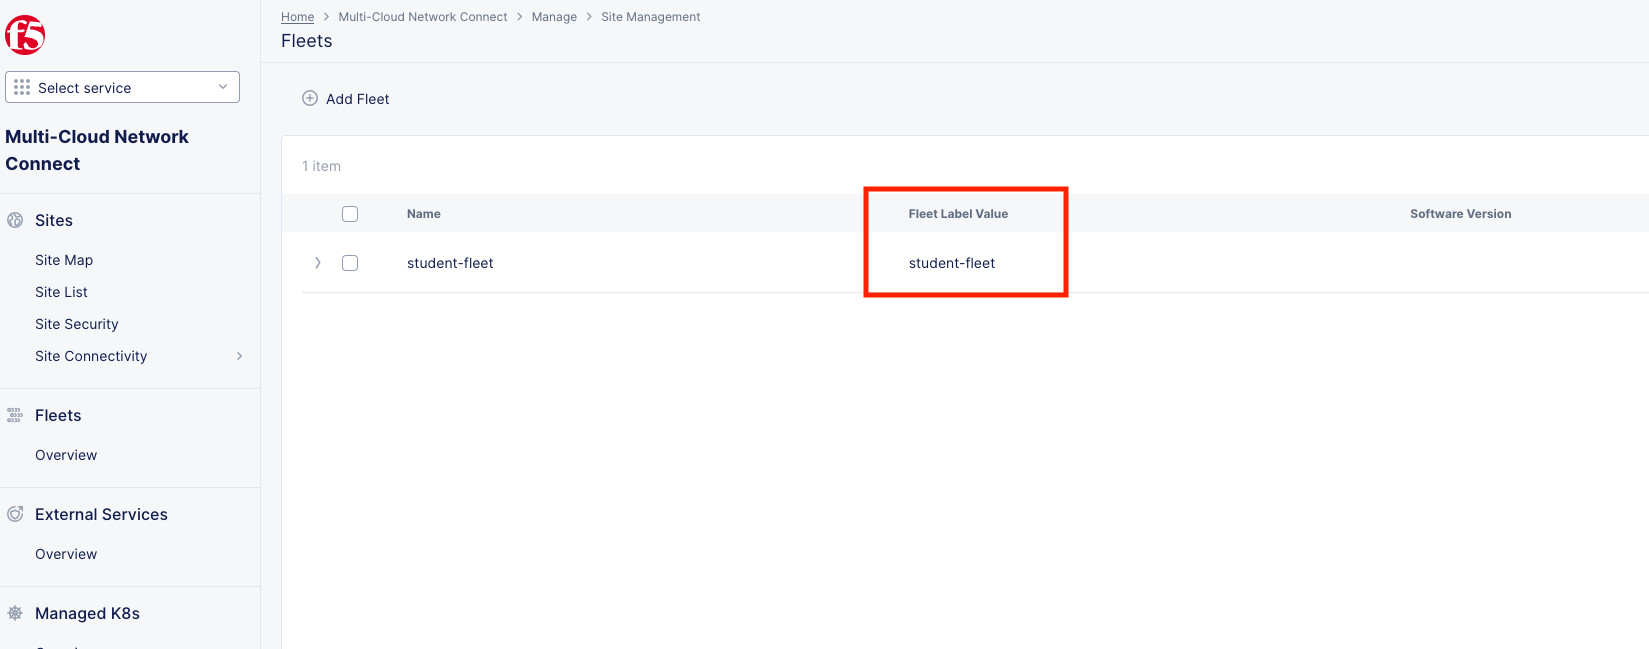 f5
Select service
Multi-Cloud Network
Connect
Sites
Site Map
Site List
Site Security
Site Connectivity
Fleets
Overview
External Services
Overview
Managed K8s
Home > Multi-Cloud Network Connect > Manage > Site Management
Fleets
Add Fleet
1 item
Name Fleet Label Value Software Version
student-fleet student-fleet